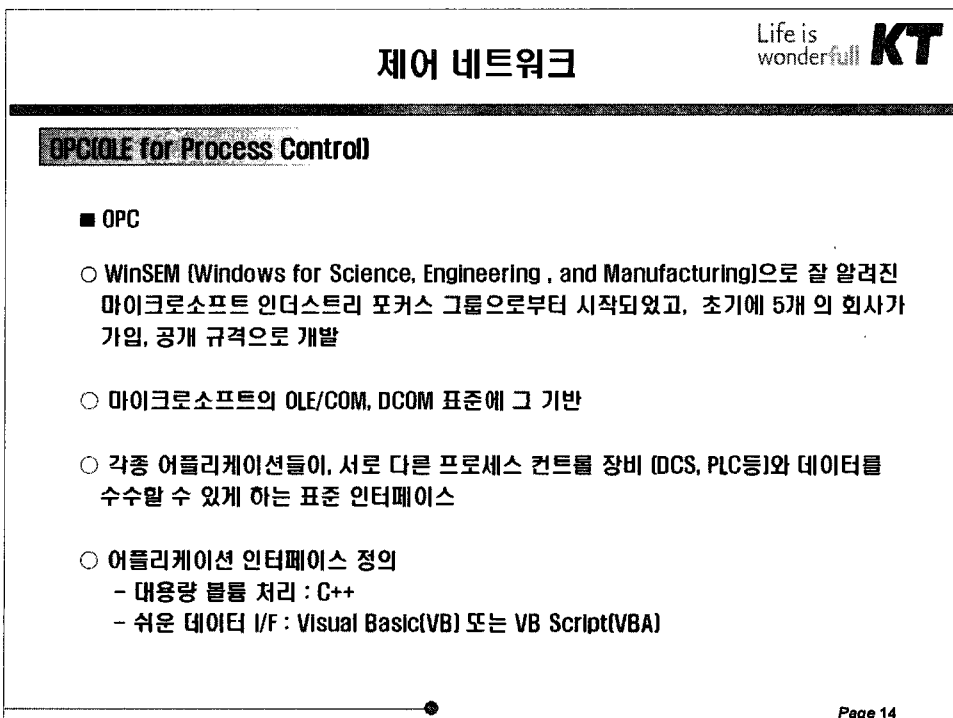 제어 네트워크
Life is
wonderfull KT
OPC(OLE for Process Control)
■ OPC
○ WinSEM (Windows for Science, Engineering , and Manufacturing)으로 잘 알려진
마이크로소프트 인더스트리 포커스 그룹으로부터 시작되었고, 초기에 5개 의 회사가
가입, 공개 규격으로 개발
○ 마이크로소프트의 OLE/COM, DCOM 표준에 그 기반
○ 각종 어플리케이션들이, 서로 다른 프로세스 컨트롤 장비 (DCS, PLC등)와 데이터를
수수할 수 있게 하는 표준 인터페이스
○ 어플리케이션 인터페이스 정의
– 대용량 볼륨 처리 : C++
– 쉬운 데이터 I/F : Visual Basic(VB) 또는 VB Script(VBA)
Page 14